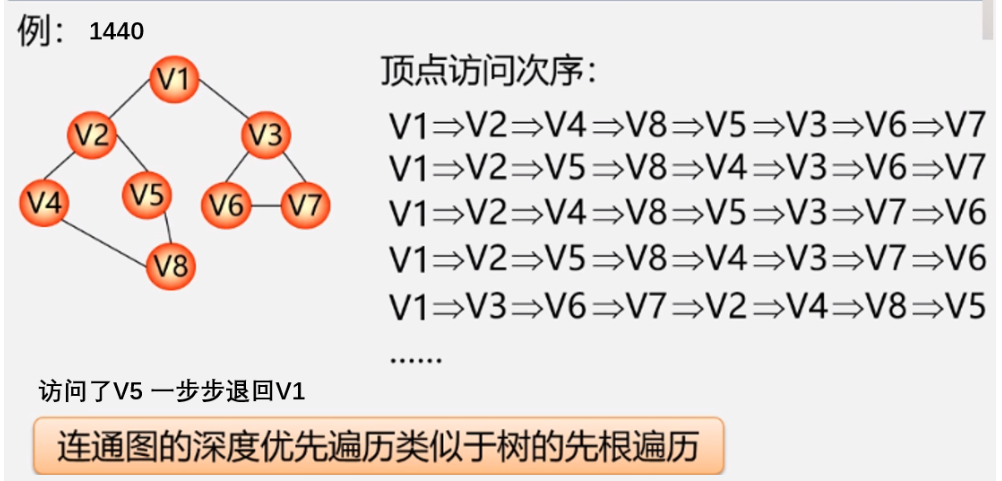 例： 1440
顶点访问次序：
V1
V2
V3
V4
V5
V6
V7
V8
V1⇒V2⇒V4⇒V8⇒V5⇒V3⇒V6⇒V7
V1⇒V2⇒V5⇒V8⇒V4⇒V3⇒V6⇒V7
V1⇒V2⇒V4⇒V8⇒V5⇒V3⇒V7⇒V6
V1⇒V2⇒V5⇒V8⇒V4⇒V3⇒V7⇒V6
V1⇒V3⇒V6⇒V7⇒V2⇒V4⇒V8⇒V5
......
访问了V5 一步步退回V1
连通图的深度优先遍历类似于树的先根遍历